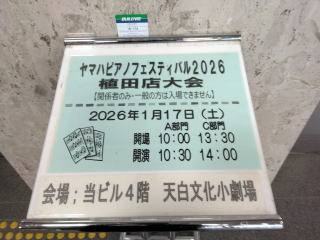 ヤマハピアノフェスティバル2026
植田店大会
【関係者のみ・一般の方は入場できません】
2026年1月17日（土）
A部門 C部門
開場 10:00 13:30
開演 10:30 14:00
会場；当ビル4階 天白文化小劇場